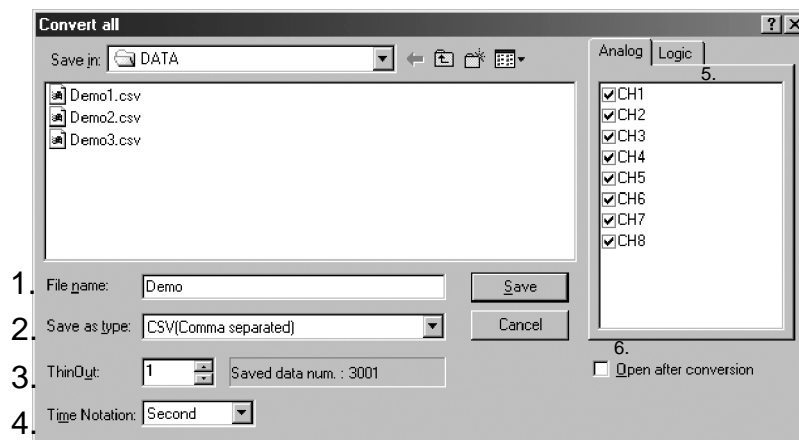 Convert all
Save in: DATA
Analog Logic
5.
Demo1.csv
Demo2.csv
Demo3.csv
CH1
CH2
CH3
CH4
CH5
CH6
CH7
CH8
1. File name: Demo Save
2. Save as type: CSV(Comma separated) Cancel
3. ThinOut: 1 Saved data num. : 3001
6.
Open after conversion
4. Time Notation: Second